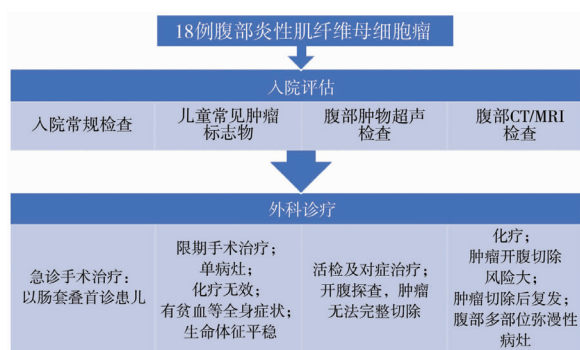 18例腹部炎性肌纤维母细胞瘤
入院评估
入院常规检查
儿童常见肿瘤
标志物
腹部肿物超声
检查
腹部CT/MRI
检查
外科诊疗
急诊手术治疗：
以肠套叠首诊患儿
限期手术治疗；
单病灶；
化疗无效；
有贫血等全身症状；
生命体征平稳
活检及对症治疗；
开腹探查，肿瘤
无法完整切除
化疗；
肿瘤开腹切除
风险大；
肿瘤切除后复发；
腹部多部位弥漫性
病灶